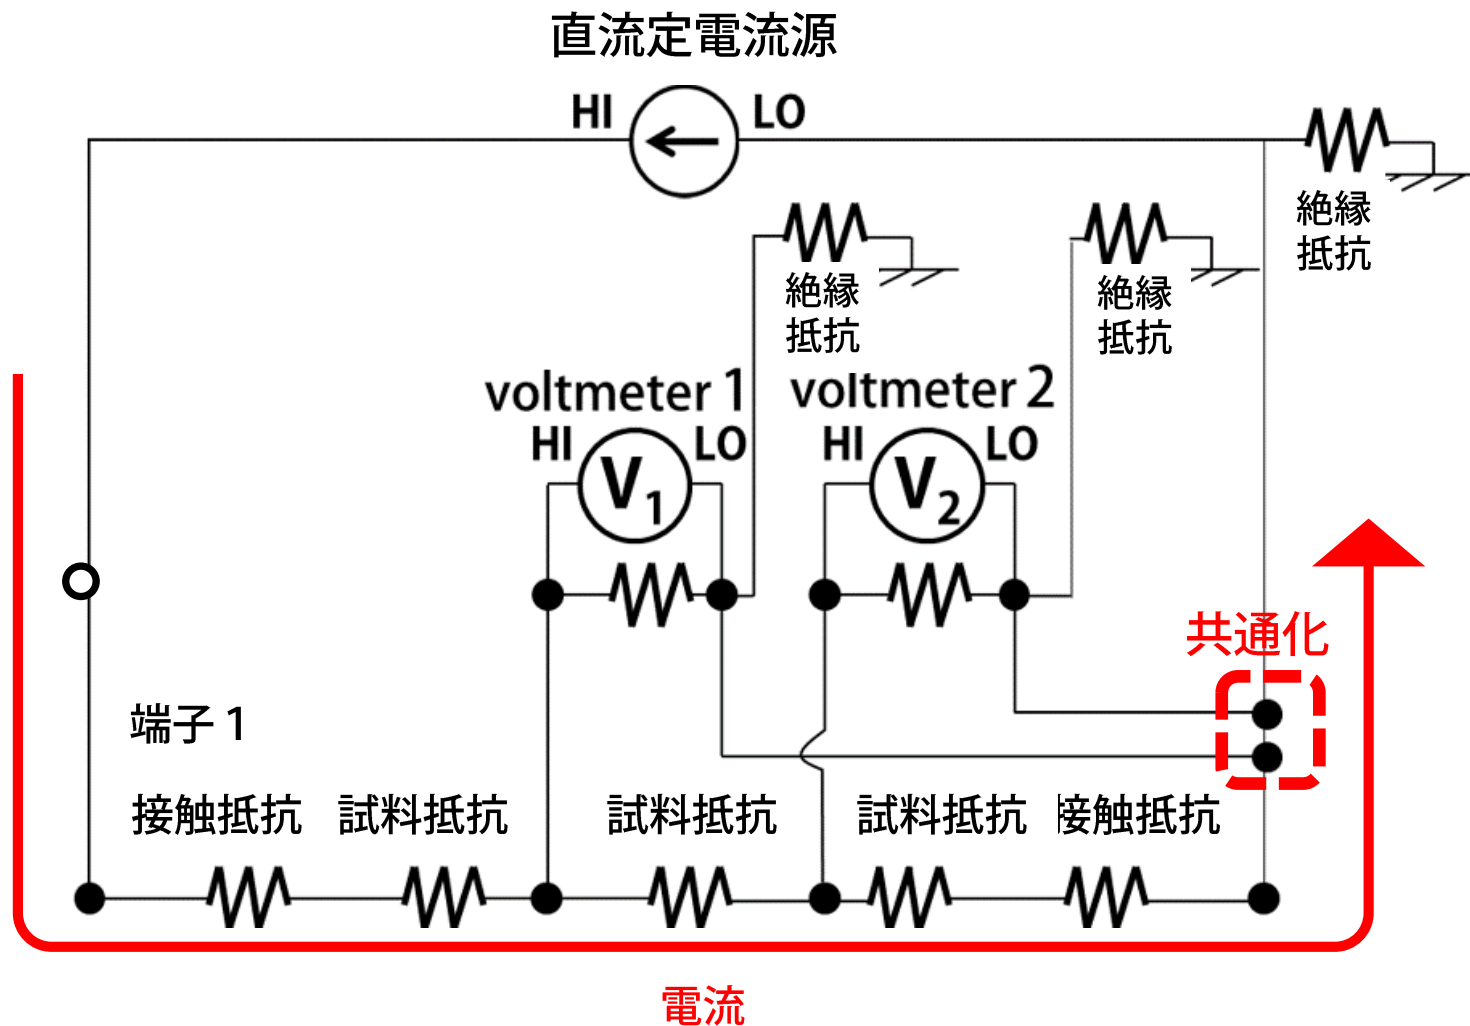 直流定電流源
HI
LO
絶縁
抵抗
絶縁
抵抗
絶縁
抵抗
voltmeter 1
voltmeter 2
HI
LO
HI
LO
V1
V2
共通化
端子 1
接触抵抗
試料抵抗
試料抵抗
試料抵抗
接触抵抗
電流